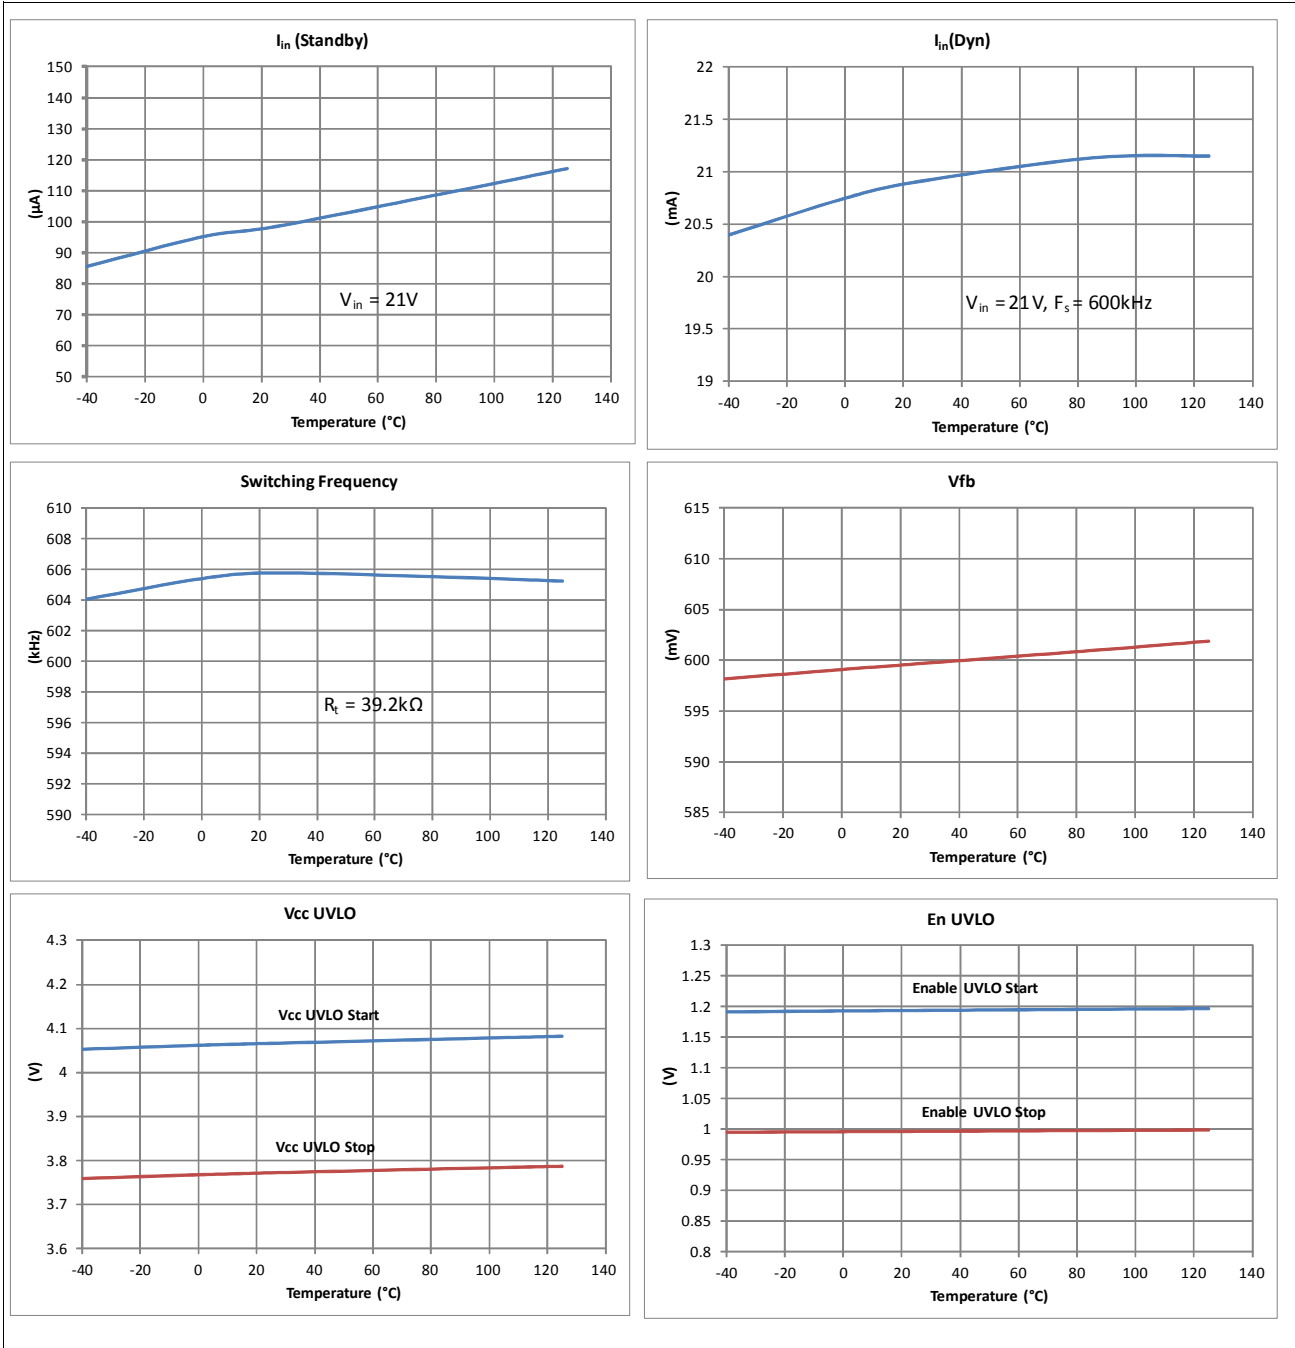 I_in (Standby)
150
140
130
120
110
100
90
80
70
60
50
(µA)
V_in = 21V
-40 -20 0 20 40 60 80 100 120 140
Temperature (°C)
I_in(Dyn)
22
21.5
21
20.5
20
19.5
19
(mA)
V_in = 21V, F_s = 600kHz
-40 -20 0 20 40 60 80 100 120 140
Temperature (°C)
Switching Frequency
610
608
606
604
602
600
598
596
594
592
590
(kHz)
R_t = 39.2kΩ
-40 -20 0 20 40 60 80 100 120 140
Temperature (°C)
Vfb
615
610
605
600
595
590
585
(mV)
-40 -20 0 20 40 60 80 100 120 140
Temperature (°C)
Vcc UVLO
4.3
4.2
4.1
4
3.9
3.8
3.7
3.6
(V)
Vcc UVLO Start
Vcc UVLO Stop
-40 -20 0 20 40 60 80 100 120 140
Temperature (°C)
En UVLO
1.3
1.25
1.2
1.15
1.1
1.05
1
0.95
0.9
0.85
0.8
(V)
Enable UVLO Start
Enable UVLO Stop
-40 -20 0 20 40 60 80 100 120 140
Temperature (°C)